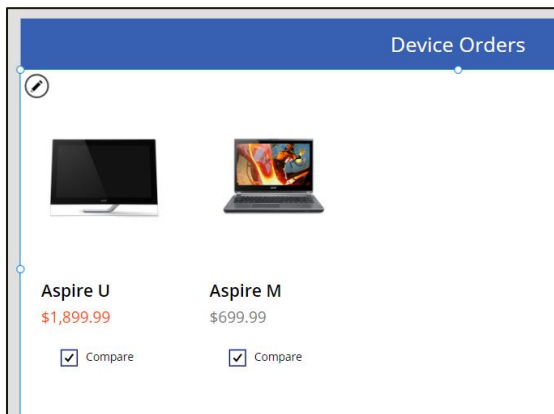 Device Orders
Aspire U
$1,899.99
Compare
Aspire M
$699.99
Compare